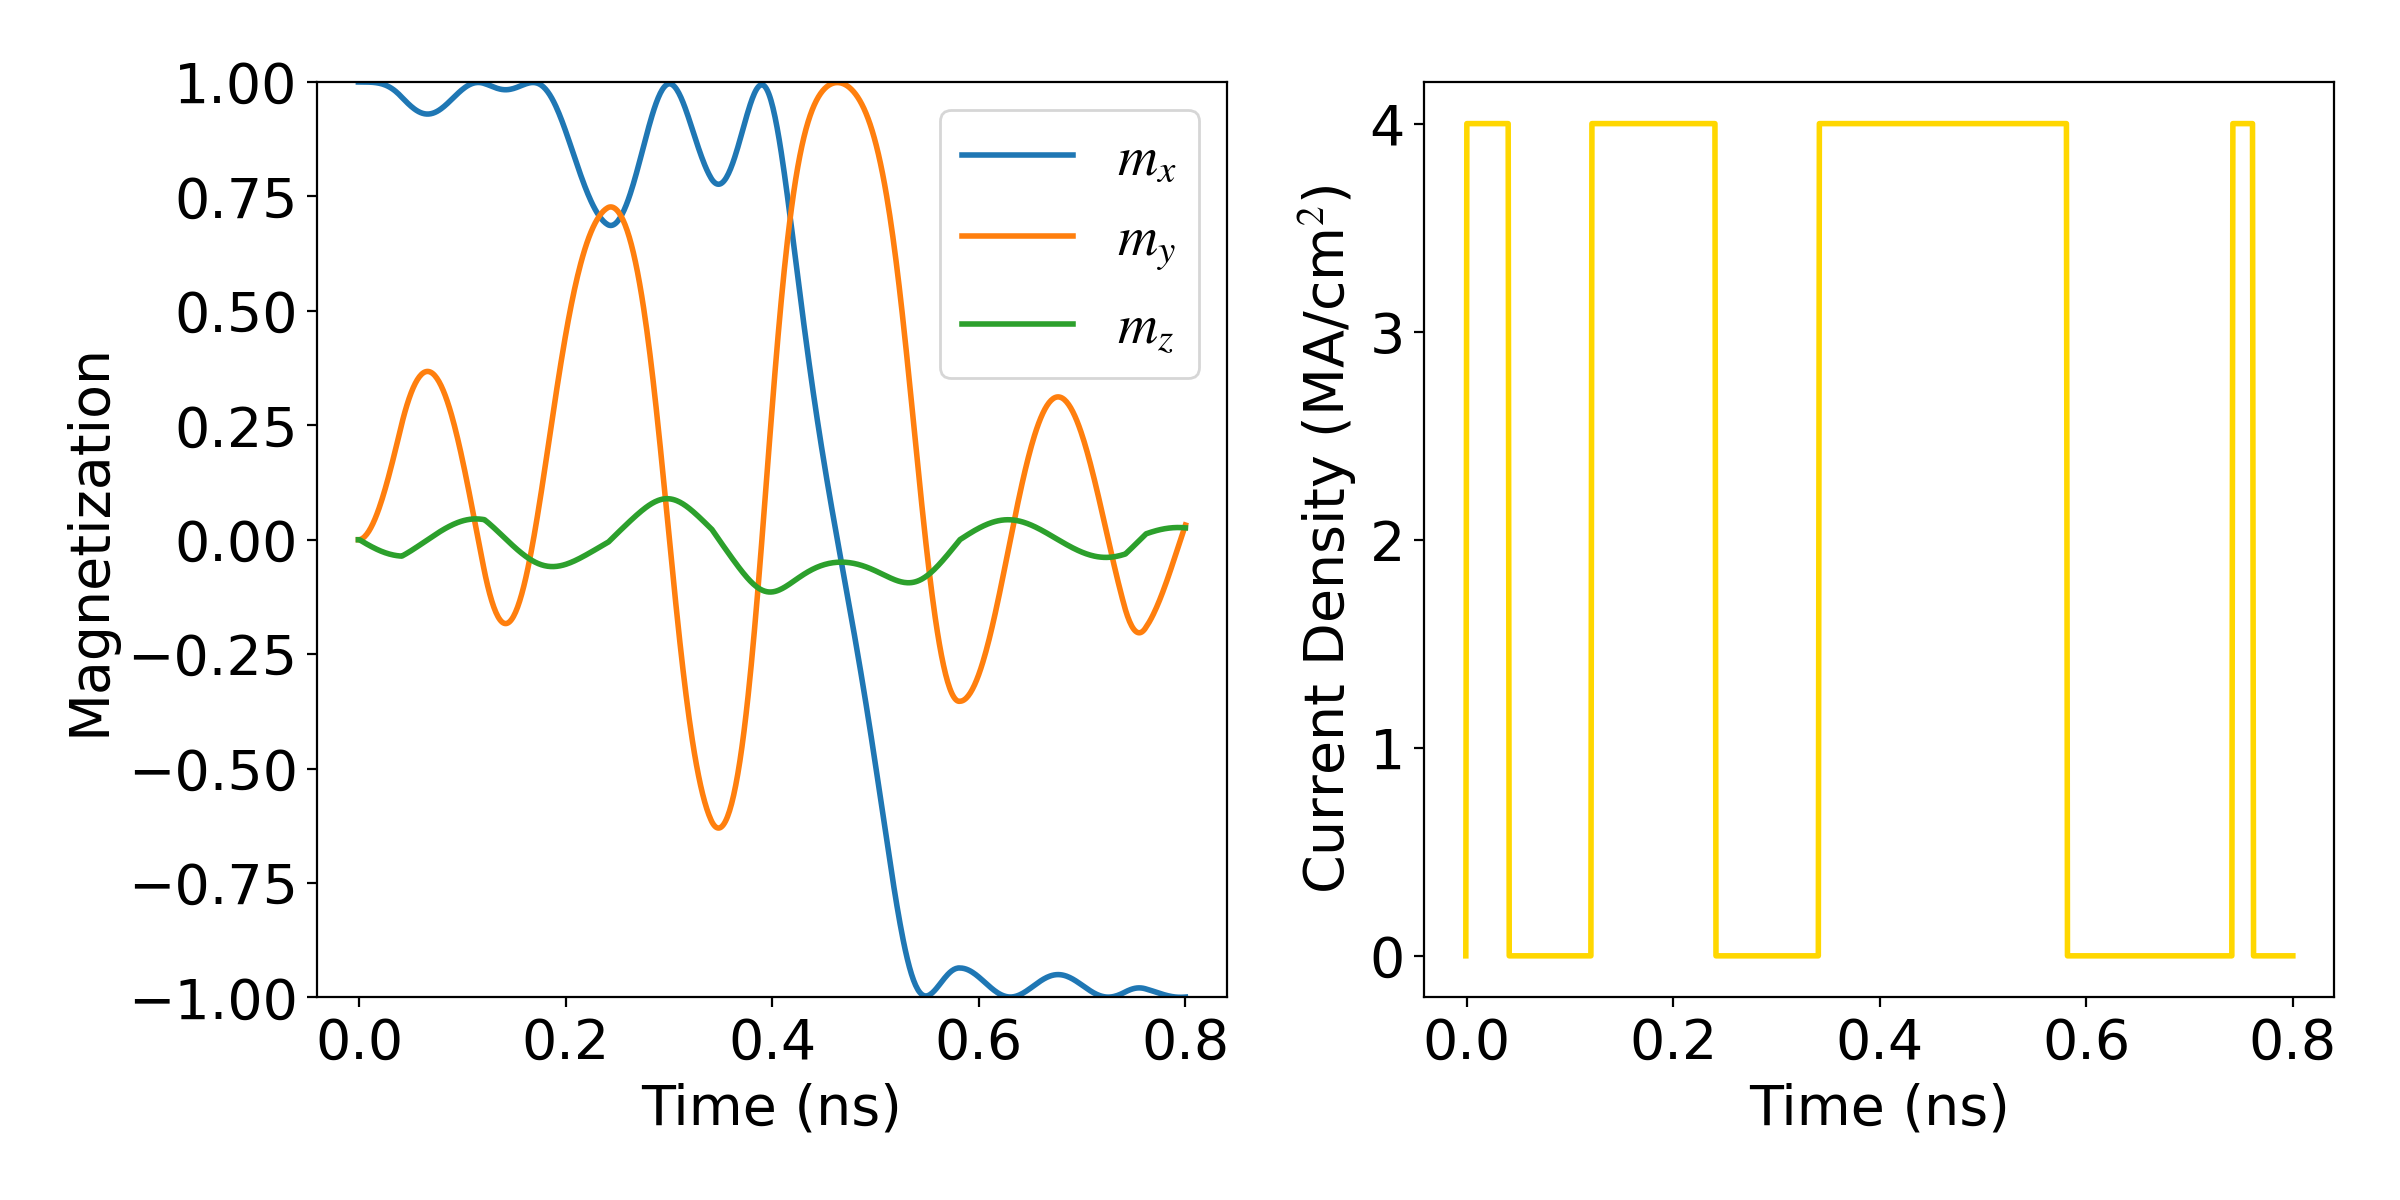 Magnetization
1.00
0.75
0.50
0.25
0.00
−0.25
−0.50
−0.75
−1.00
0.0 0.2 0.4 0.6 0.8
Time (ns)
m_x
m_y
m_z
Current Density (MA/cm²)
4
3
2
1
0
0.0 0.2 0.4 0.6 0.8
Time (ns)